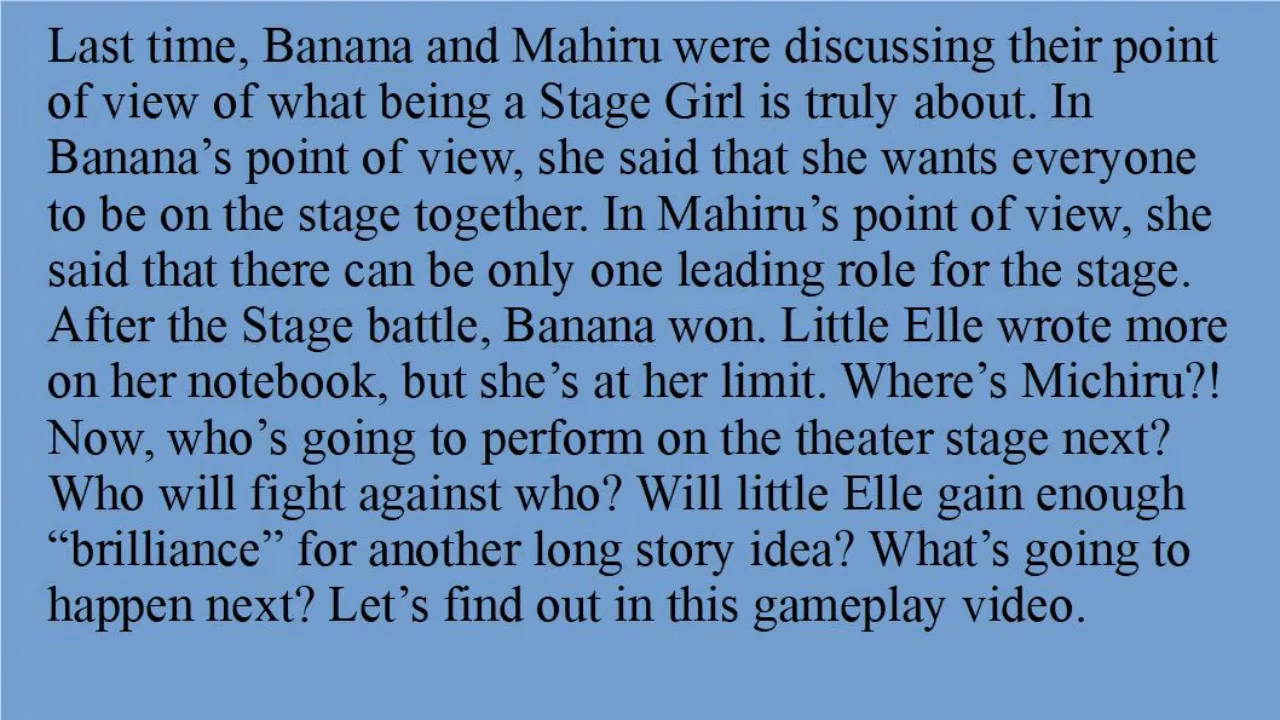 Last time, Banana and Mahiru were discussing their point
of view of what being a Stage Girl is truly about. In
Banana’s point of view, she said that she wants everyone
to be on the stage together. In Mahiru’s point of view, she
said that there can be only one leading role for the stage.
After the Stage battle, Banana won. Little Elle wrote more
on her notebook, but she’s at her limit. Where’s Michiru?!
Now, who’s going to perform on the theater stage next?
Who will fight against who? Will little Elle gain enough
“brilliance” for another long story idea? What’s going to
happen next? Let’s find out in this gameplay video.